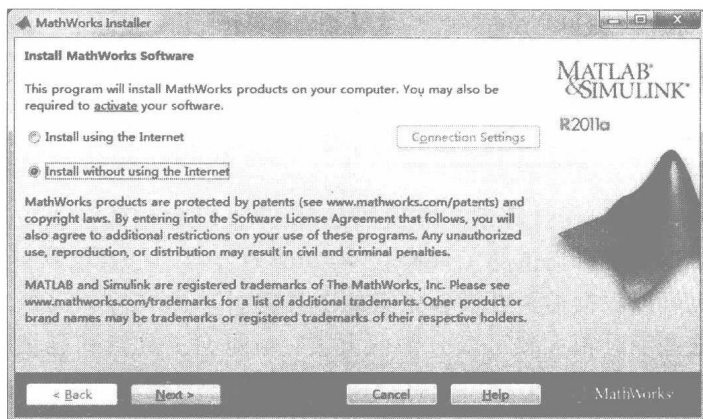 MathWorks Installer
Install MathWorks Software
This program will install MathWorks products on your computer. You may also be
required to activate your software.
Install using the Internet
Connection Settings
Install without using the Internet
MathWorks products are protected by patents (see www.mathworks.com/patents) and
copyright laws. By entering into the Software License Agreement that follows, you will
also agree to additional restrictions on your use of these programs. Any unauthorized
use, reproduction, or distribution may result in civil and criminal penalties.
MATLAB and Simulink are registered trademarks of The MathWorks, Inc. Please see
www.mathworks.com/trademarks for a list of additional trademarks. Other product or
brand names may be trademarks or registered trademarks of their respective holders.
MATLAB®
&SIMULINK®
R2011a
< Back
Next >
Cancel
Help
MathWorks